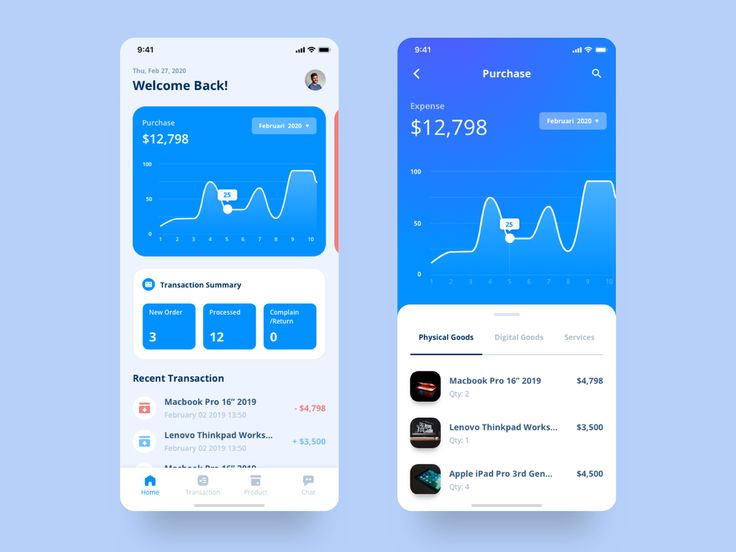 9:41
Thu, Feb 27, 2020
Welcome Back!
Purchase
$12,798
Februari 2020
100
50
0
25
1 2 3 4 5 6 7 8 9 10
Transaction Summary
New Order
3
Processed
12
Complain
/Return
0
Recent Transaction
Macbook Pro 16” 2019
February 02 2019 13:50
- $4,798
Lenovo Thinkpad Works...
February 02 2019 13:50
+ $3,500
Macbook Pro 16” 2019
Home
Transaction
Product
Chat
9:41
Purchase
Expense
$12,798
Februari 2020
100
50
0
25
1 2 3 4 5 6 7 8 9 10
Physical Goods
Digital Goods
Services
Macbook Pro 16” 2019
$4,798
Qty: 2
Lenovo Thinkpad Works...
$3,500
Qty: 1
Apple iPad Pro 3rd Gen...
$4,500
Qty: 4